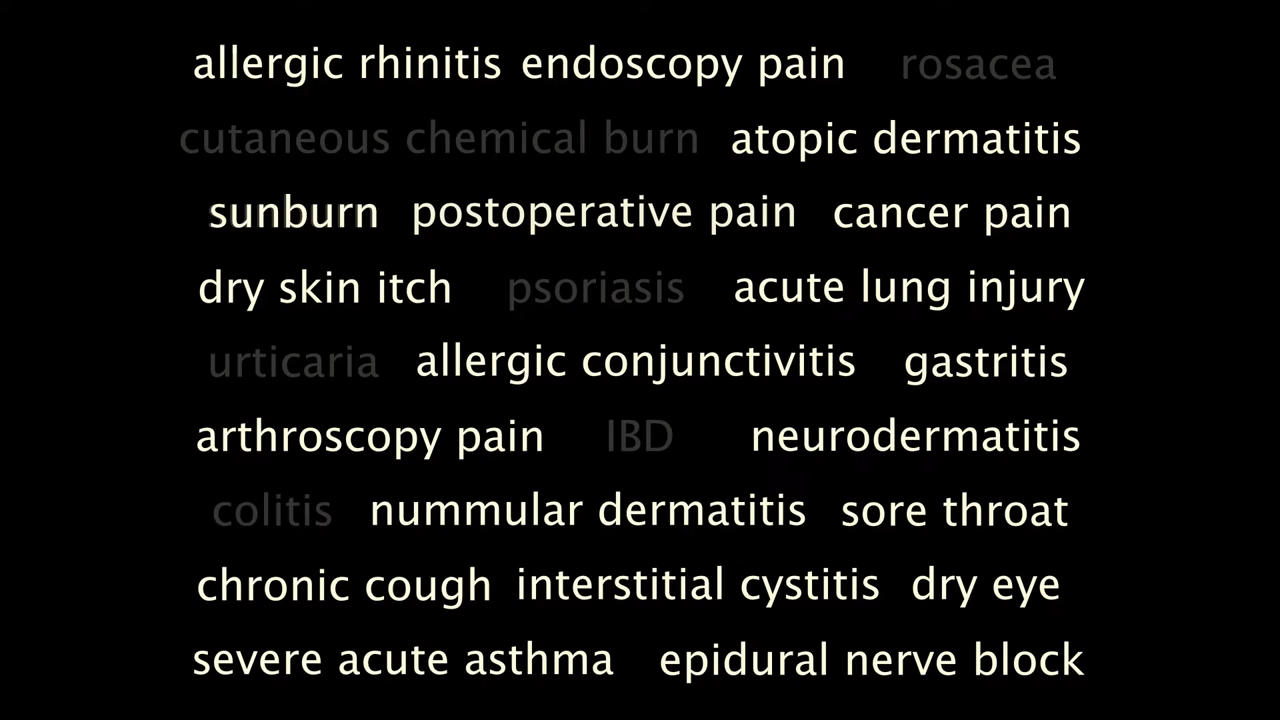 allergic rhinitis endoscopy pain rosacea
cutaneous chemical burn atopic dermatitis
sunburn postoperative pain cancer pain
dry skin itch psoriasis acute lung injury
urticaria allergic conjunctivitis gastritis
arthroscopy pain IBD neurodermatitis
colitis nummular dermatitis sore throat
chronic cough interstitial cystitis dry eye
severe acute asthma epidural nerve block